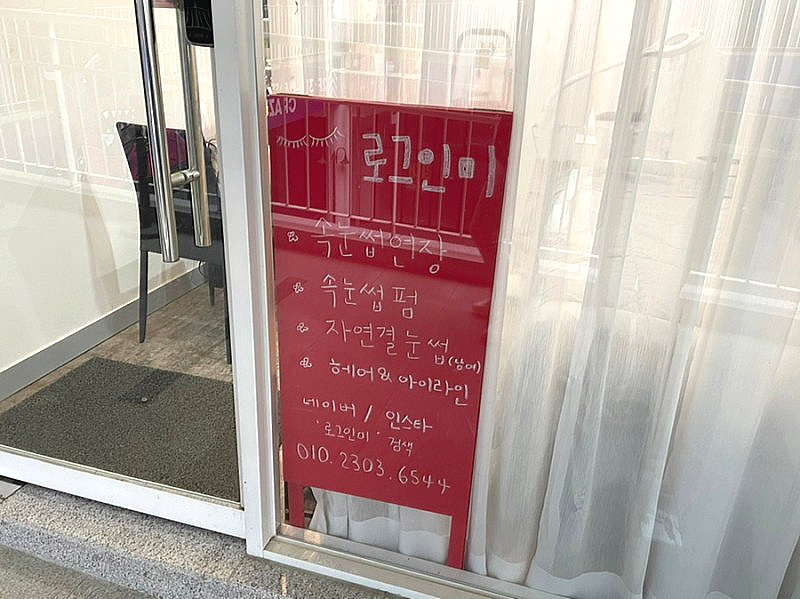 로그인미
속눈썹연장
속눈썹펌
자연결눈썹(남여)
헤어&아이라인
네이버 / 인스타
'로그인미' 검색
010.2303.6544